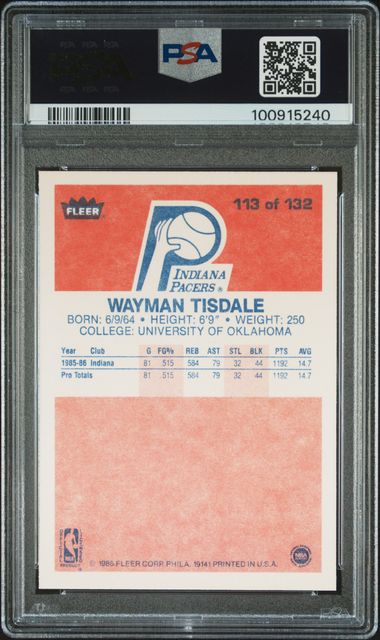 PSA
100915240
FLEER
113 of 132
INDIANA
PACERS ®
WAYMAN TISDALE
BORN: 6/9/64 • HEIGHT: 6'9" • WEIGHT: 250
COLLEGE: UNIVERSITY OF OKLAHOMA
Year Club G FG% REB AST STL BLK PTS AVG
1985-86 Indiana 81 .515 584 79 32 44 1192 14.7
Pro Totals 81 .515 584 79 32 44 1192 14.7
NBA
© 1986 FLEER CORP. PHILA. 19141 PRINTED IN U.S.A.